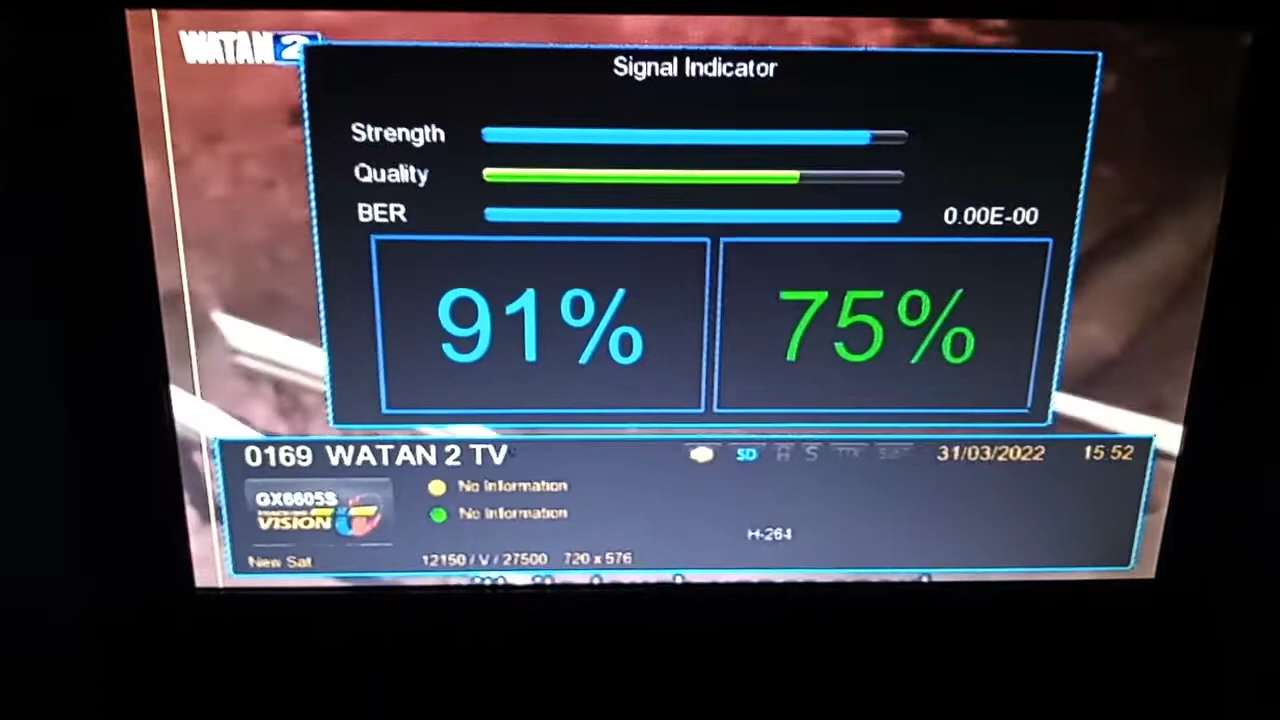 WATAN 2
Signal Indicator
Strength
Quality
BER 0.00E-00
91% 75%
0169 WATAN 2 TV SD 31/03/2022 15:52
GX6605S
VISION
No Information
No Information
H-264
New Sat 12150 / V / 27500 720 x 576